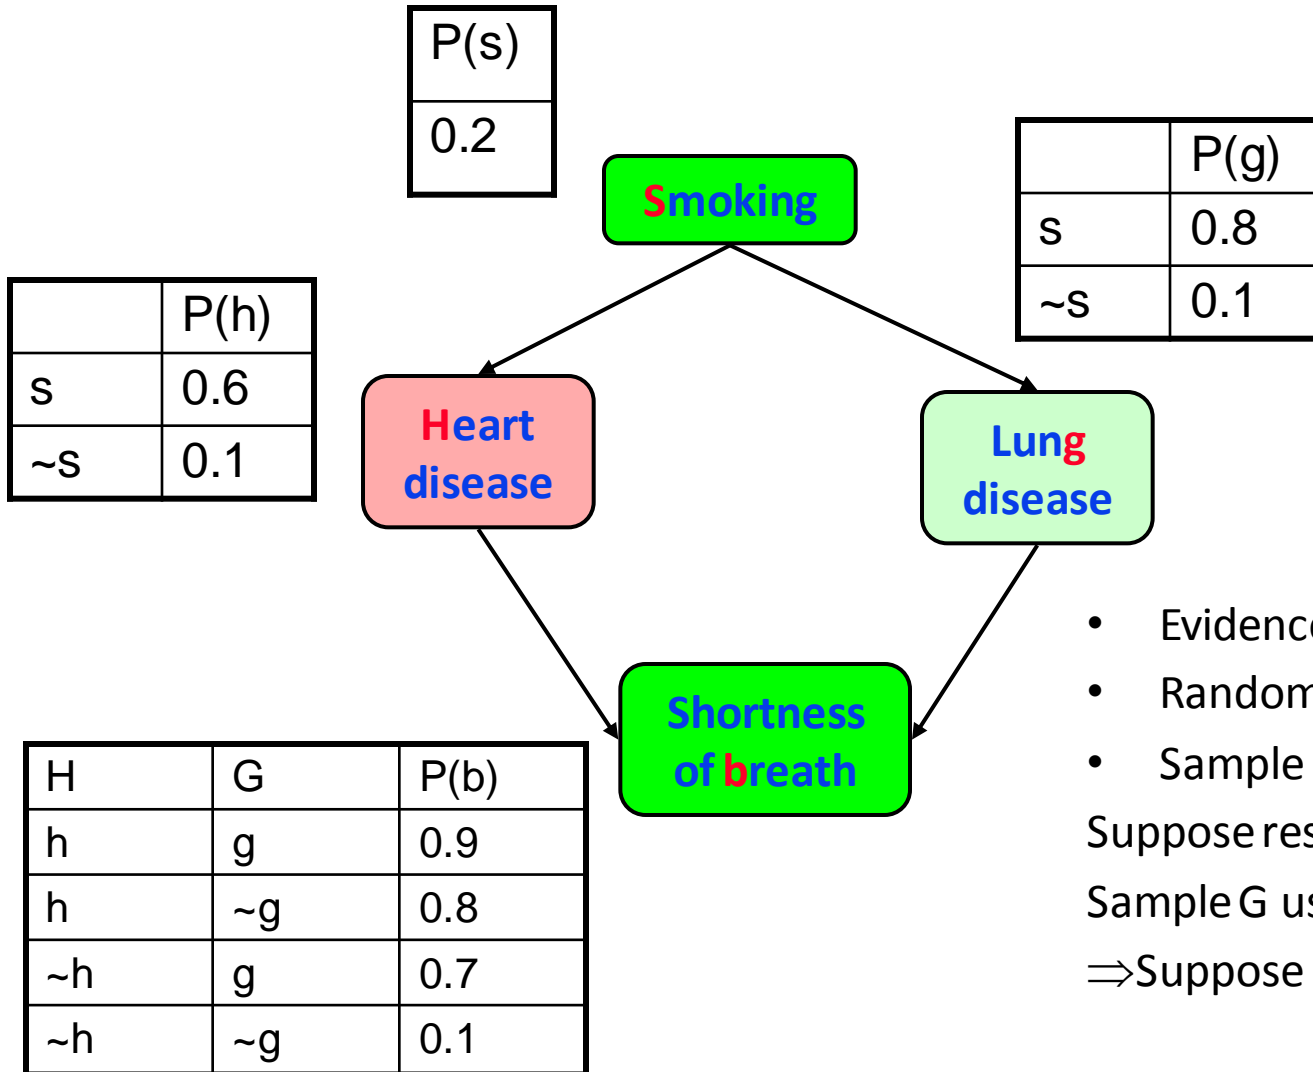 P(s)
0.2
Smoking
P(g)
s 0.8
~s 0.1
P(h)
s 0.6
~s 0.1
Heart
disease
Lung
disease
Shortness
of breath
H G P(b)
h g 0.9
h ~g 0.8
~h g 0.7
~h ~g 0.1
• Evidence
• Random
• Sample
Suppose res
Sample G us
⇒Suppose